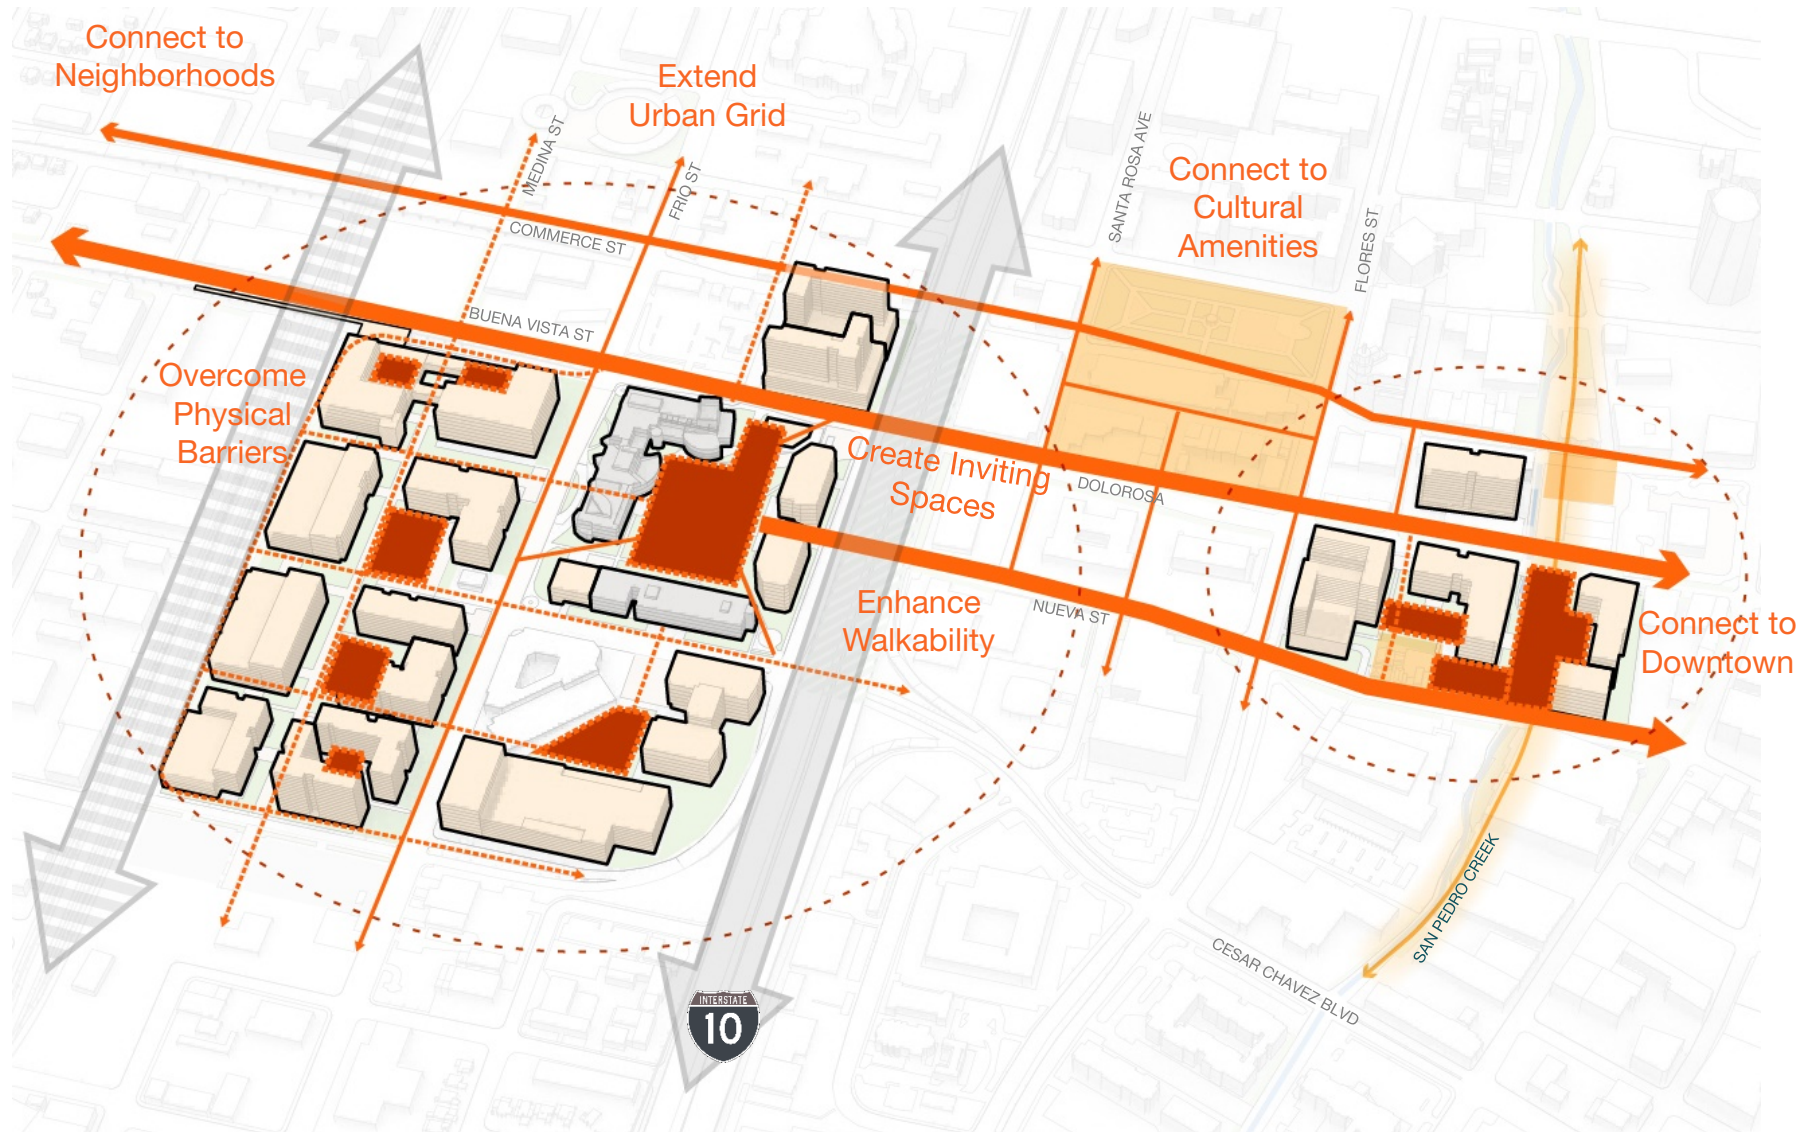 Connect to
Neighborhoods
Extend
Urban Grid
MEDINA ST
FRIO ST
SANTA ROSA AVE
Connect to
Cultural
Amenities
FLORES ST
COMMERCE ST
BUENA VISTA ST
Overcome
Physical
Barriers
Create Inviting
Spaces
DOLOROSA
Enhance
Walkability
NUEVA ST
Connect to
Downtown
SAN PEDRO CREEK
CESAR CHAVEZ BLVD
INTERSTATE
10